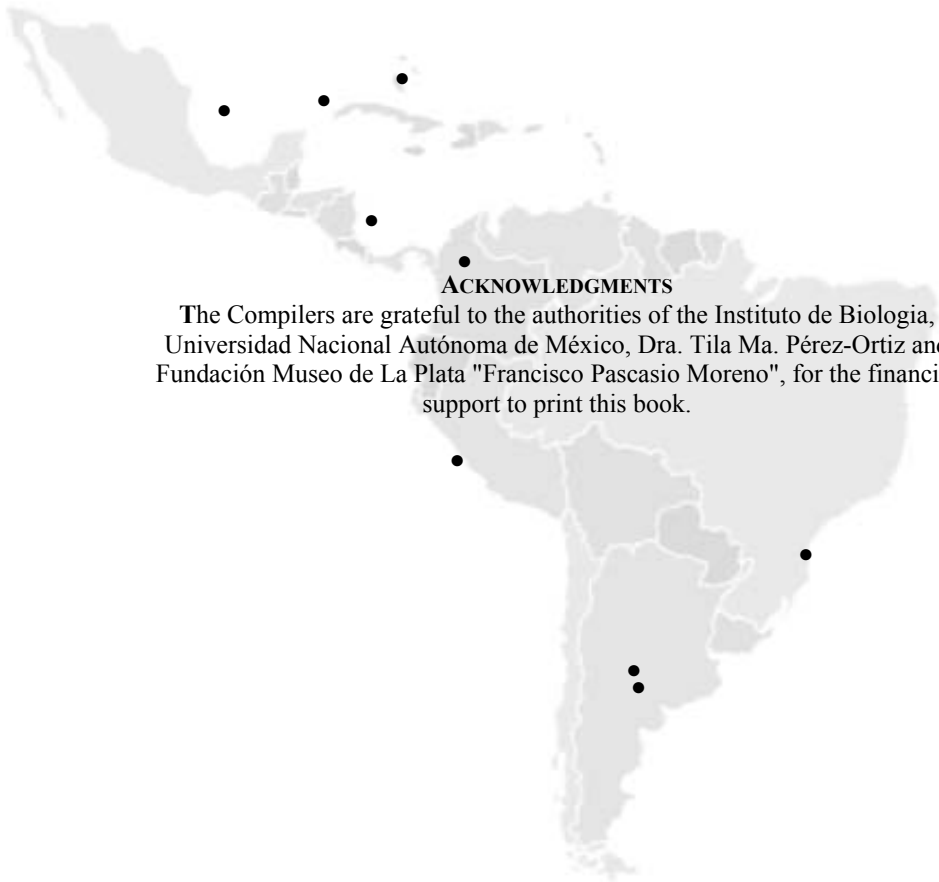 ACKNOWLEDGMENTS
The Compilers are grateful to the authorities of the Instituto de Biologia,
Universidad Nacional Autónoma de México, Dra. Tila Ma. Pérez-Ortiz and
Fundación Museo de La Plata "Francisco Pascasio Moreno", for the financi
support to print this book.